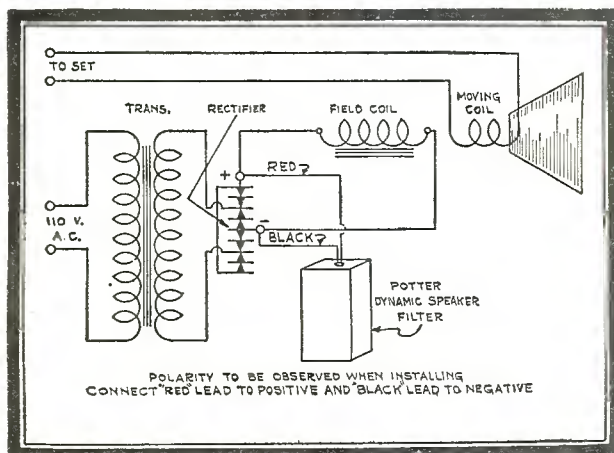 TO SET
TRANS.
RECTIFIER
FIELD COIL
MOVING
COIL
+
RED
-
BLACK
110 V.
A.C.
POTTER
DYNAMIC SPEAKER
FILTER
POLARITY TO BE OBSERVED WHEN INSTALLING
CONNECT "RED" LEAD TO POSITIVE AND "BLACK" LEAD TO NEGATIVE